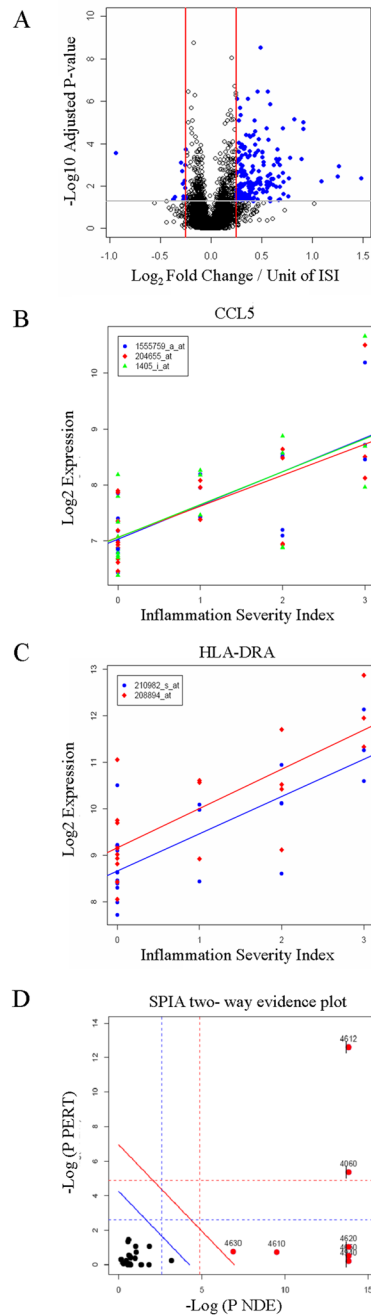 A
-Log10 Adjusted P-value
10
8
6
4
2
0
-1.0 -0.5 0.0 0.5 1.0 1.5
Log2 Fold Change / Unit of ISI
B
CCL5
1555759_a_at
204655_at
1405_i_at
Log2 Expression
10
9
8
7
0 1 2 3
Inflammation Severity Index
C
HLA-DRA
210982_s_at
208894_at
Log2 Expression
13
12
11
10
9
8
0 1 2 3
Inflammation Severity Index
D
SPIA two- way evidence plot
-Log (P PERT)
14
12
10
8
6
4
2
0
4612
4060
4630
4610
4620
0 5 10 15
-Log (P NDE)